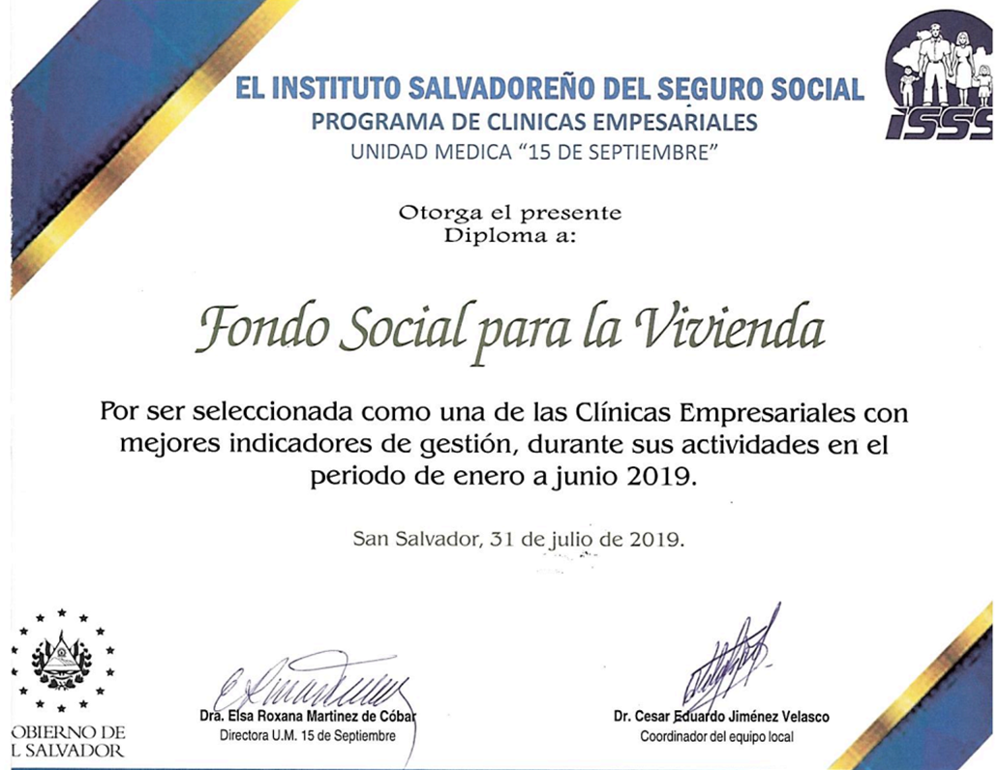 EL INSTITUTO SALVADOREÑO DEL SEGURO SOCIAL
PROGRAMA DE CLINICAS EMPESARIALES
UNIDAD MEDICA “15 DE SEPTIEMBRE”
ISSS
Otorga el presente
Diploma a:
Fondo Social para la Vivienda
Por ser seleccionada como una de las Clínicas Empresariales con
mejores indicadores de gestión, durante sus actividades en el
periodo de enero a junio 2019.
San Salvador, 31 de julio de 2019.
Dra. Elsa Roxana Martinez de Cóbar
Directora U.M. 15 de Septiembre
Dr. Cesar Eduardo Jiménez Velasco
Coordinador del equipo local
OBIERNO DE
L SALVADOR